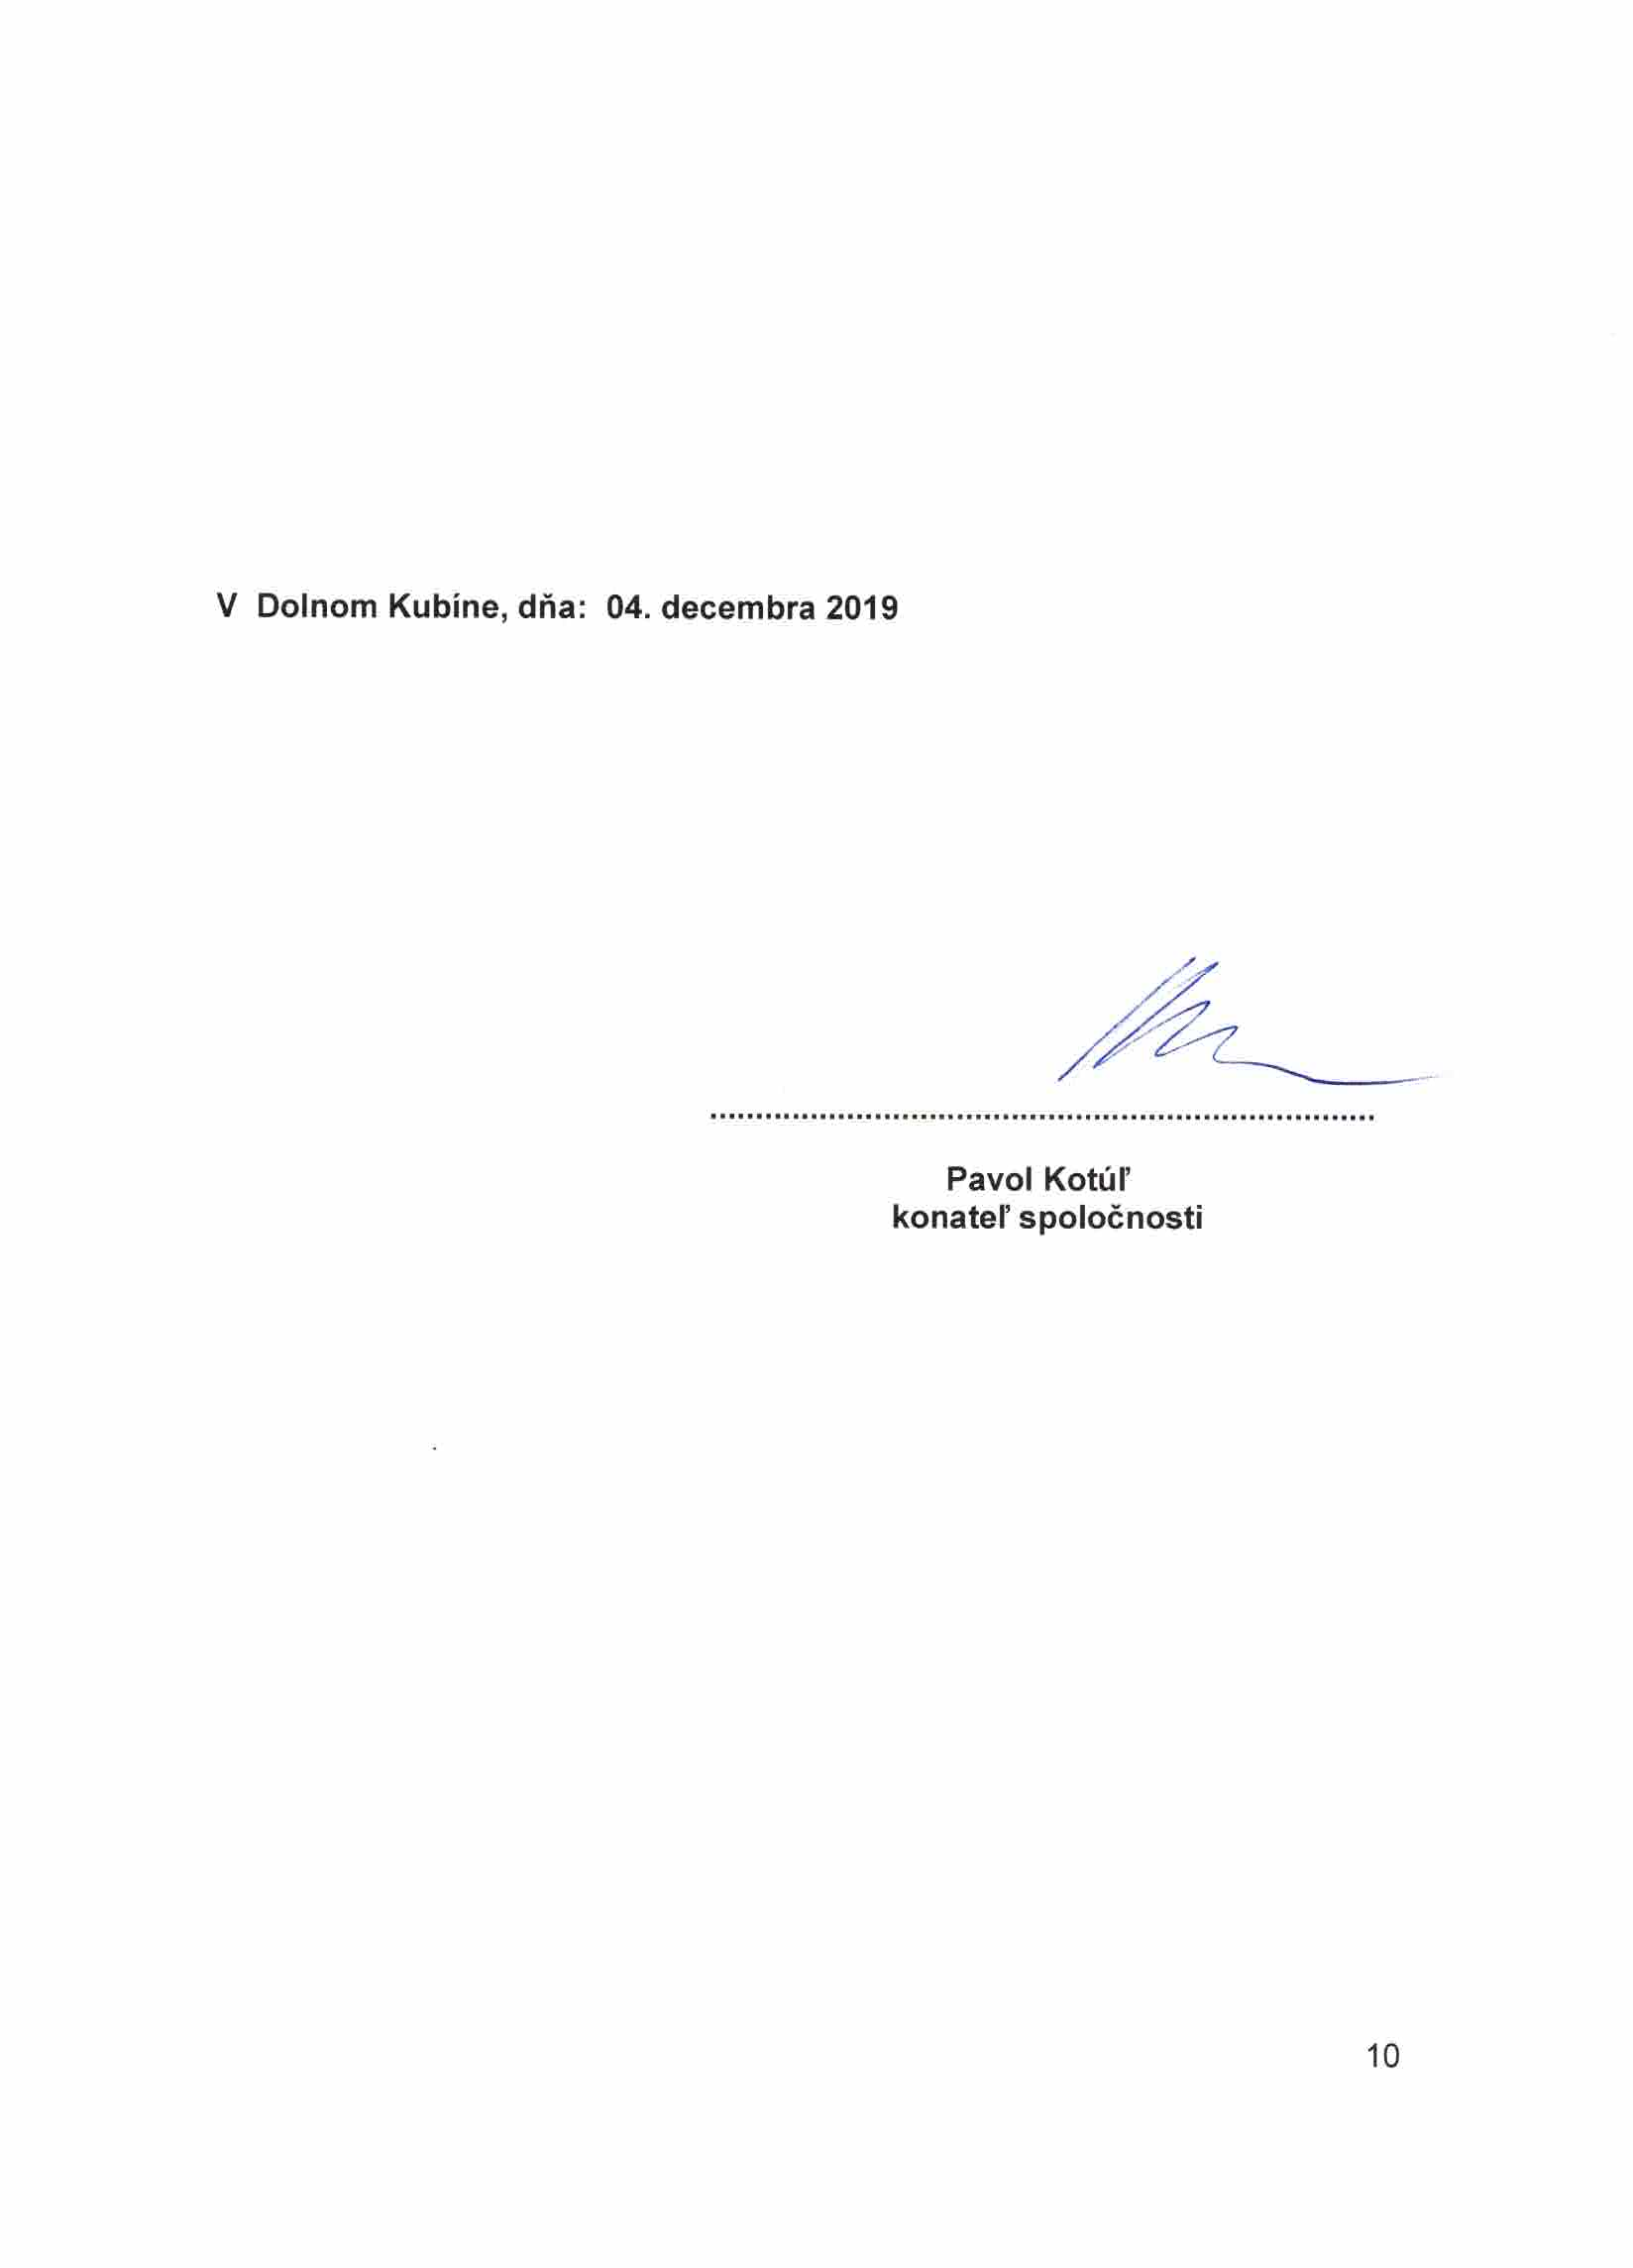 V Dolnom Kubíne, dňa: 04. decembra 2019
........................................................................
Pavol Kotúľ
konateľ spoločnosti
10